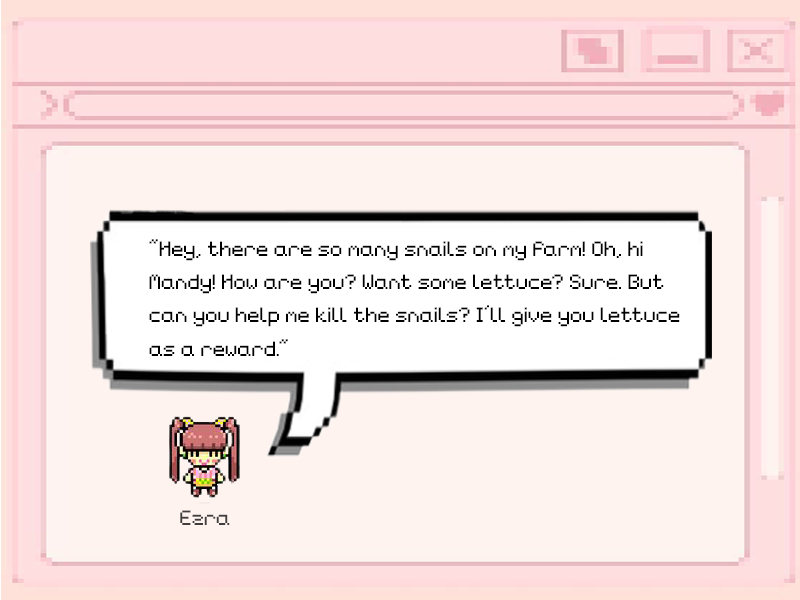 "Hey, there are so many snails on my farm! Oh, hi
Mandy! How are you? Want some lettuce? Sure. But
can you help me kill the snails? I'll give you lettuce
as a reward."
Ezra